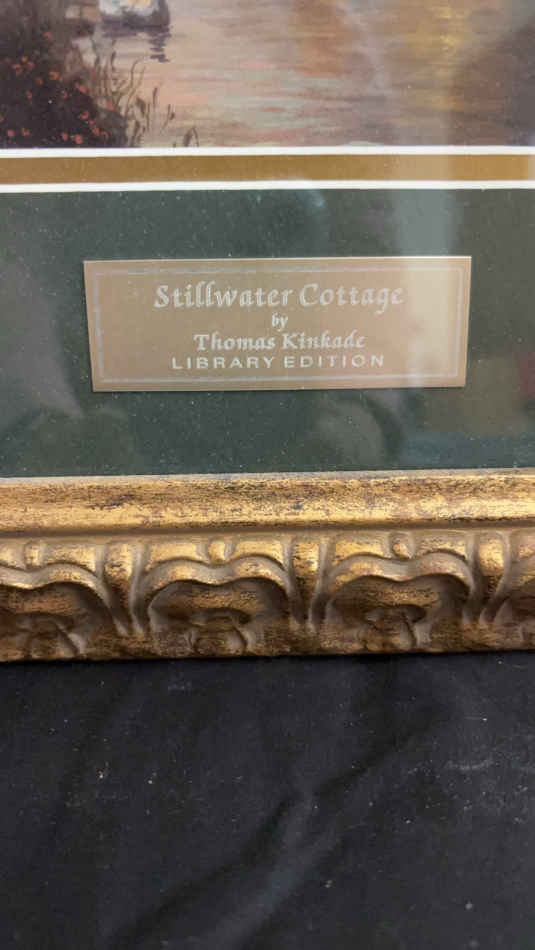 Stillwater Cottage
by
Thomas Kinkade
LIBRARY EDITION